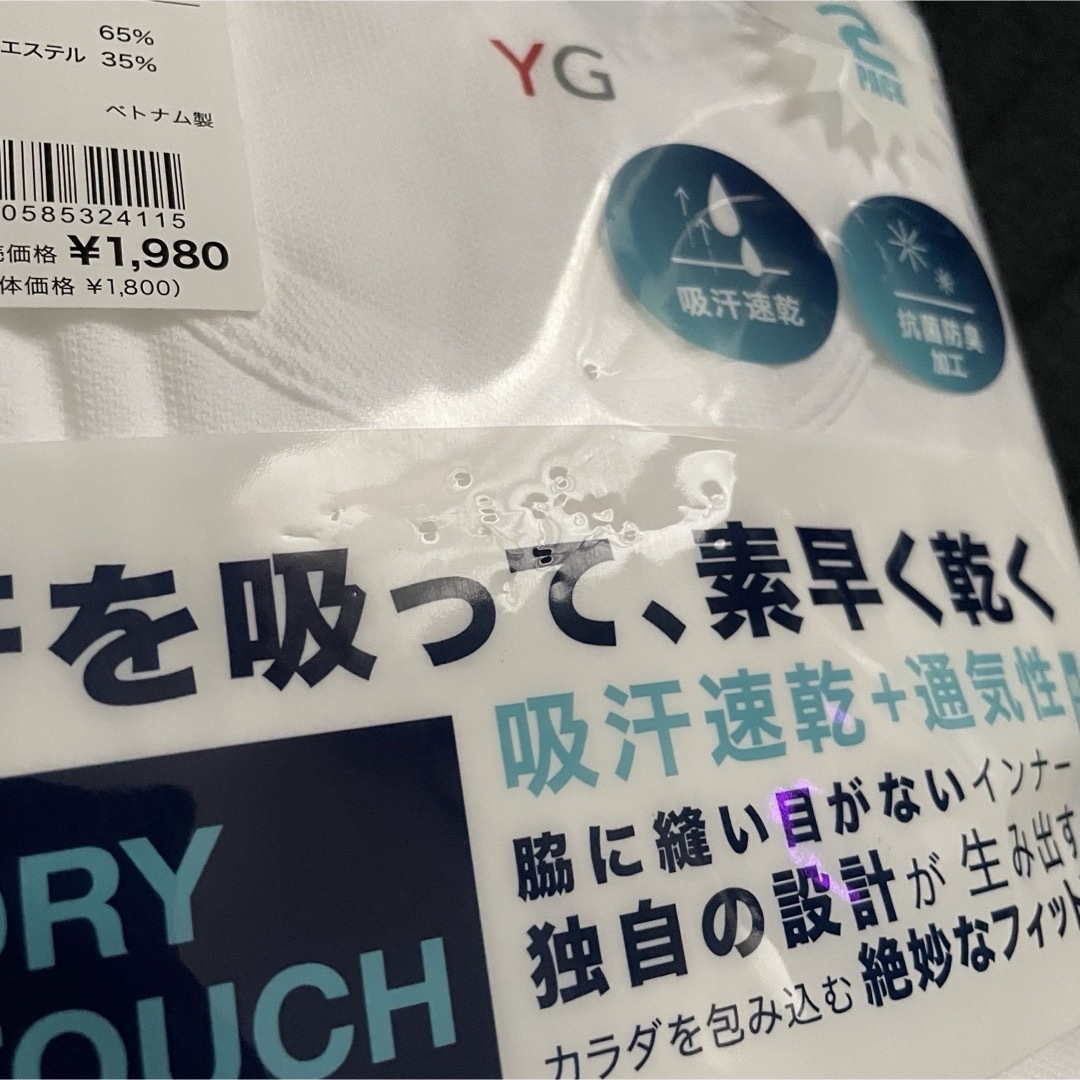 65%
エステル 35%
ベトナム製
0585324115
価格 ¥1,980
体価格 ¥1,800)
YG
2
PACK
吸汗速乾
抗菌防臭
加工
を吸って、素早く乾く
吸汗速乾+通気性
脇に縫い目がないインナー
独自の設計が生み出す
カラダを包み込む絶妙なフィット
DRY
TOUCH